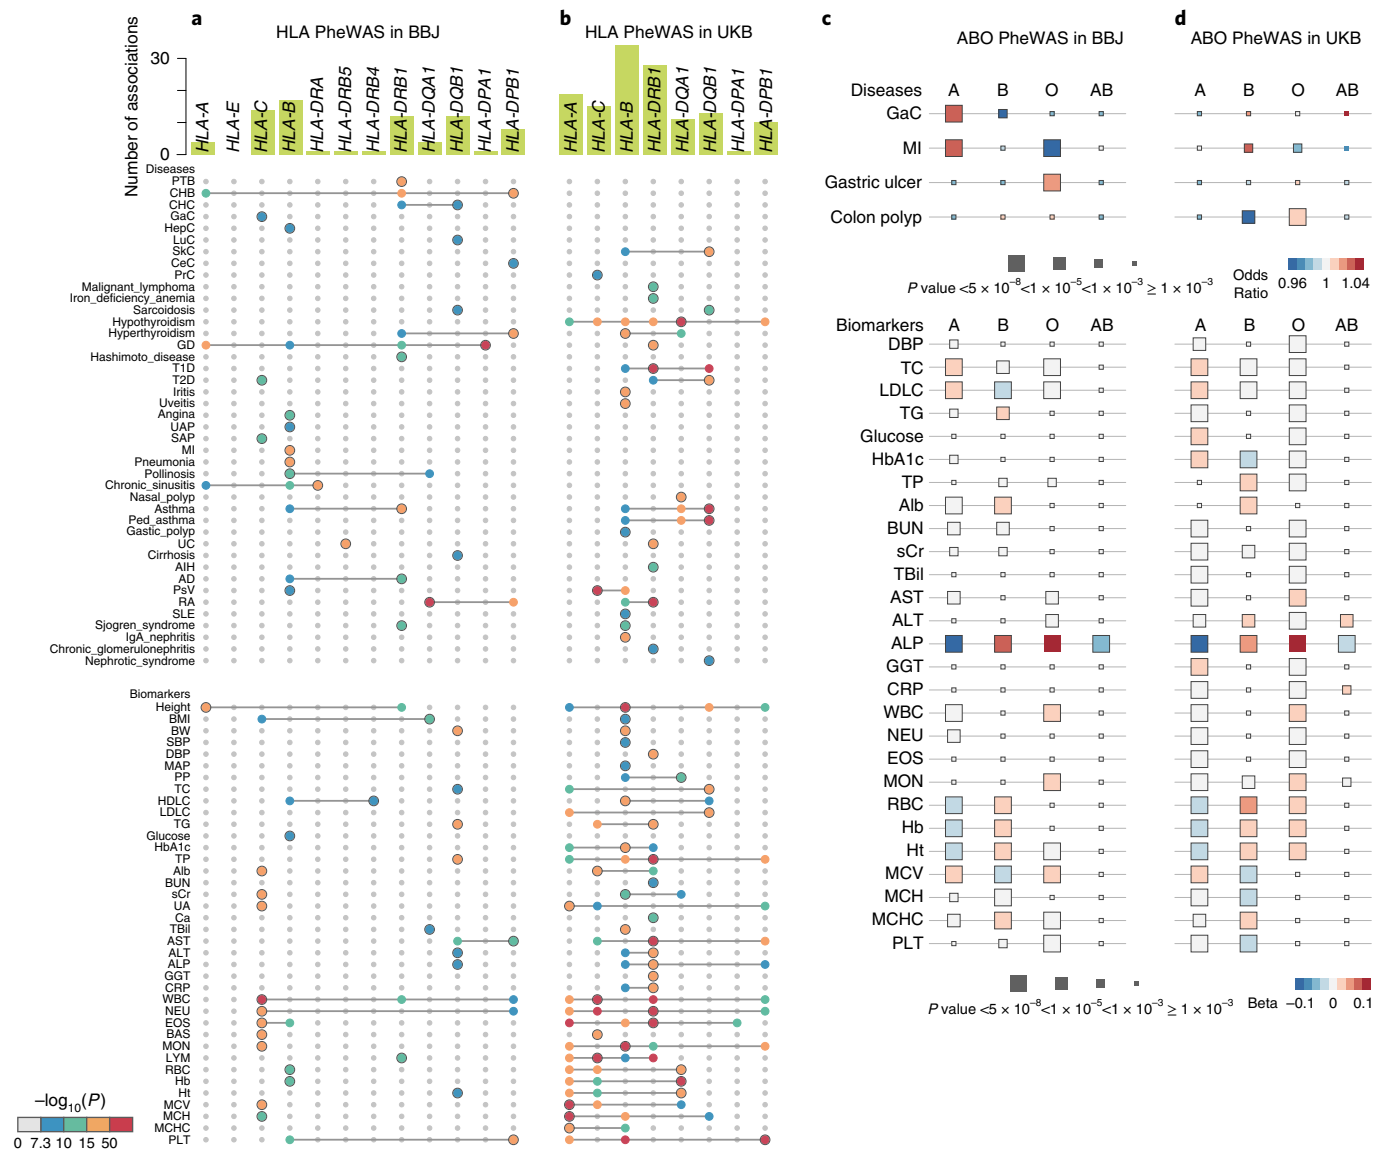 a
HLA PheWAS in BBJ
Number of associations
30
0
HLA-A
HLA-E
HLA-C
HLA-B
HLA-DRA
HLA-DRB5
HLA-DRB4
HLA-DRB1
HLA-DQA1
HLA-DQB1
HLA-DPA1
HLA-DPB1
b
HLA PheWAS in UKB
HLA-A
HLA-C
HLA-B
HLA-DRB1
HLA-DQA1
HLA-DQB1
HLA-DPA1
HLA-DPB1
Diseases
PTB
CHB
CHC
GaC
HepC
LuC
SkC
CeC
PrC
Malignant_lymphoma
Iron_deficiency_anemia
Sarcoidosis
Hypothyroidism
Hyperthyroidism
GD
Hashimoto_disease
T1D
T2D
Iritis
Uveitis
Angina
UAP
SAP
MI
Pneumonia
Pollinosis
Chronic_sinusitis
Nasal_polyp
Asthma
Ped_asthma
Gastic_polyp
UC
Cirrhosis
AIH
AD
PsV
RA
SLE
Sjogren_syndrome
IgA_nephritis
Chronic_glomerulonephritis
Nephrotic_syndrome
Biomarkers
Height
BMI
BW
SBP
DBP
MAP
PP
TC
HDLC
LDLC
TG
Glucose
HbA1c
TP
Alb
BUN
sCr
UA
Ca
TBil
AST
ALT
ALP
GGT
CRP
WBC
NEU
EOS
BAS
MON
LYM
RBC
Hb
Ht
MCV
MCH
MCHC
PLT
–log10(P)
0 7.3 10 15 50
c
ABO PheWAS in BBJ
d
ABO PheWAS in UKB
Diseases A B O AB A B O AB
GaC
MI
Gastric ulcer
Colon polyp
P value <5 × 10−8 <1 × 10−5 <1 × 10−3 ≥ 1 × 10−3
Odds
Ratio
0.96 1 1.04
Biomarkers A B O AB A B O AB
DBP
TC
LDLC
TG
Glucose
HbA1c
TP
Alb
BUN
sCr
TBil
AST
ALT
ALP
GGT
CRP
WBC
NEU
EOS
MON
RBC
Hb
Ht
MCV
MCH
MCHC
PLT
P value <5 × 10−8 <1 × 10−5 <1 × 10−3 ≥ 1 × 10−3
Beta −0.1 0 0.1